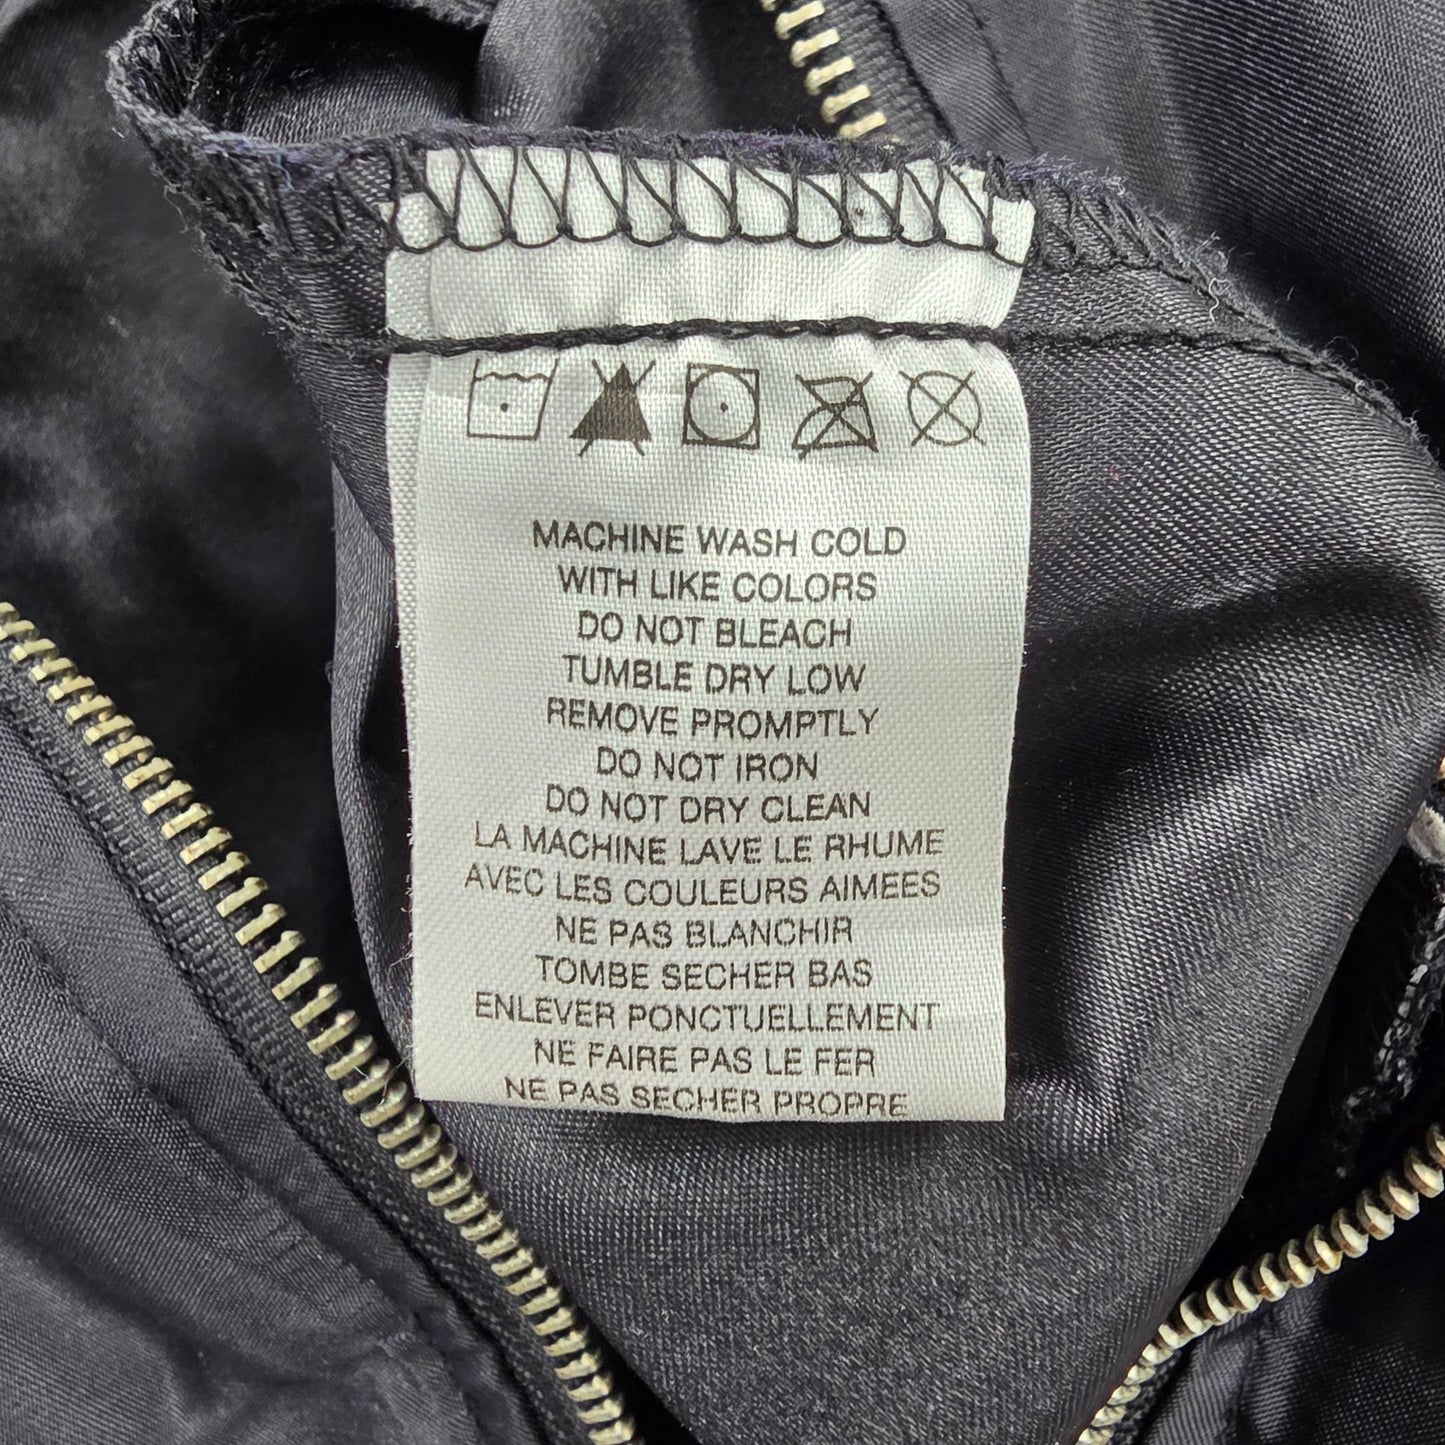 MACHINE WASH COLD
WITH LIKE COLORS
DO NOT BLEACH
TUMBLE DRY LOW
REMOVE PROMPTLY
DO NOT IRON
DO NOT DRY CLEAN
LA MACHINE LAVE LE RHUME
AVEC LES COULEURS AIMEES
NE PAS BLANCHIR
TOMBE SECHER BAS
ENLEVER PONCTUELLEMENT
NE FAIRE PAS LE FER
NE PAS SECHER PROPRE